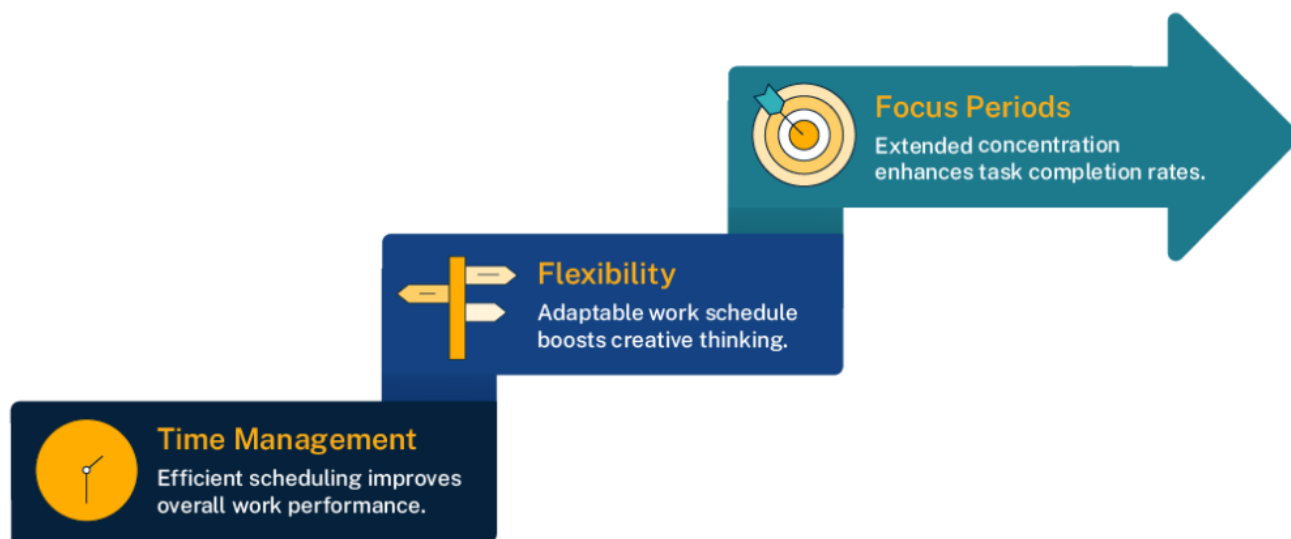 Focus Periods
Extended concentration
enhances task completion rates.
Flexibility
Adaptable work schedule
boosts creative thinking.
Time Management
Efficient scheduling improves
overall work performance.